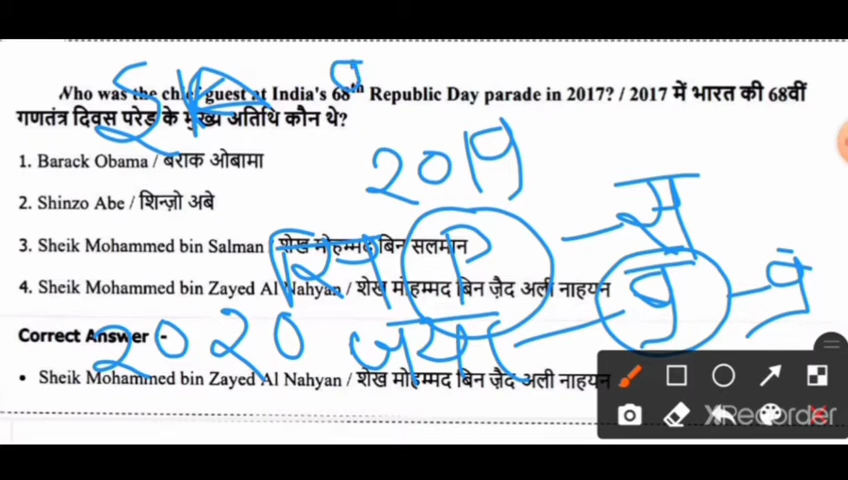 Who was the chief guest at India's 68th Republic Day parade in 2017? / 2017 में भारत की 68वीं
गणतंत्र दिवस परेड के मुख्य अतिथि कौन थे?
1. Barack Obama / बराक ओबामा
2019
2. Shinzo Abe / शिन्ज़ो अबे
3. Sheik Mohammed bin Salman / शेख मोहम्मद बिन सलमान
P
4. Sheik Mohammed bin Zayed Al Nahyan / शेख मोहम्मद बिन ज़ैद अली नाहयन
2020
Correct Answer -
• Sheik Mohammed bin Zayed Al Nahyan / शेख मोहम्मद बिन ज़ैद अली नाहयन
XRecorder